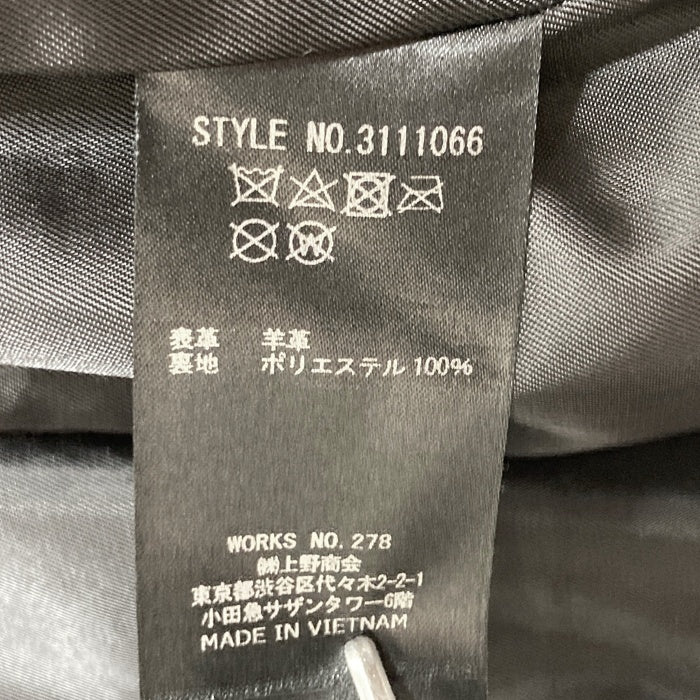 STYLE NO.3111066
W
表革 羊革
裏地 ポリエステル 100%
WORKS NO. 278
㈱上野商会
東京都渋谷区代々木2-2-1
小田急サザンタワー6階
MADE IN VIETNAM